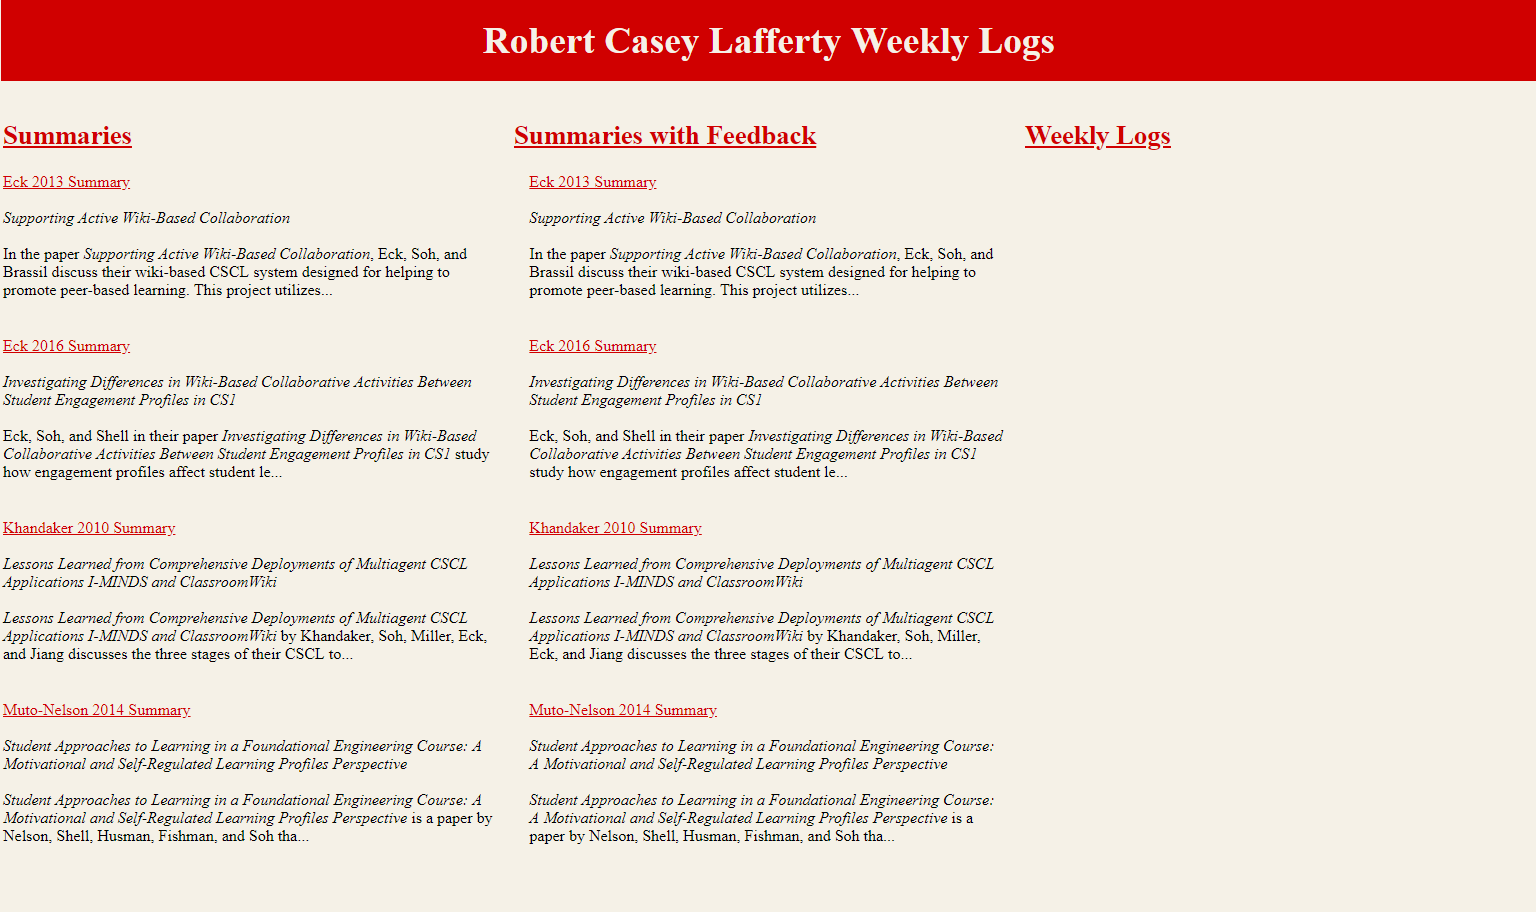 Robert Casey Lafferty Weekly Logs
Summaries
Eck 2013 Summary
Supporting Active Wiki-Based Collaboration
In the paper Supporting Active Wiki-Based Collaboration, Eck, Soh, and
Brassil discuss their wiki-based CSCL system designed for helping to
promote peer-based learning. This project utilizes...
Eck 2016 Summary
Investigating Differences in Wiki-Based Collaborative Activities Between
Student Engagement Profiles in CS1
Eck, Soh, and Shell in their paper Investigating Differences in Wiki-Based
Collaborative Activities Between Student Engagement Profiles in CS1 study
how engagement profiles affect student le...
Khandaker 2010 Summary
Lessons Learned from Comprehensive Deployments of Multiagent CSCL
Applications I-MINDS and ClassroomWiki
Lessons Learned from Comprehensive Deployments of Multiagent CSCL
Applications I-MINDS and ClassroomWiki by Khandaker, Soh, Miller, Eck,
and Jiang discusses the three stages of their CSCL to...
Muto-Nelson 2014 Summary
Student Approaches to Learning in a Foundational Engineering Course: A
Motivational and Self-Regulated Learning Profiles Perspective
Student Approaches to Learning in a Foundational Engineering Course: A
Motivational and Self-Regulated Learning Profiles Perspective is a paper by
Nelson, Shell, Husman, Fishman, and Soh tha...
Summaries with Feedback
Eck 2013 Summary
Supporting Active Wiki-Based Collaboration
In the paper Supporting Active Wiki-Based Collaboration, Eck, Soh, and
Brassil discuss their wiki-based CSCL system designed for helping to
promote peer-based learning. This project utilizes...
Eck 2016 Summary
Investigating Differences in Wiki-Based Collaborative Activities Between
Student Engagement Profiles in CS1
Eck, Soh, and Shell in their paper Investigating Differences in Wiki-Based
Collaborative Activities Between Student Engagement Profiles in CS1
study how engagement profiles affect student le...
Khandaker 2010 Summary
Lessons Learned from Comprehensive Deployments of Multiagent CSCL
Applications I-MINDS and ClassroomWiki
Lessons Learned from Comprehensive Deployments of Multiagent CSCL
Applications I-MINDS and ClassroomWiki by Khandaker, Soh, Miller,
Eck, and Jiang discusses the three stages of their CSCL to...
Muto-Nelson 2014 Summary
Student Approaches to Learning in a Foundational Engineering Course:
A Motivational and Self-Regulated Learning Profiles Perspective
Student Approaches to Learning in a Foundational Engineering Course:
A Motivational and Self-Regulated Learning Profiles Perspective is a
paper by Nelson, Shell, Husman, Fishman, and Soh tha...
Weekly Logs